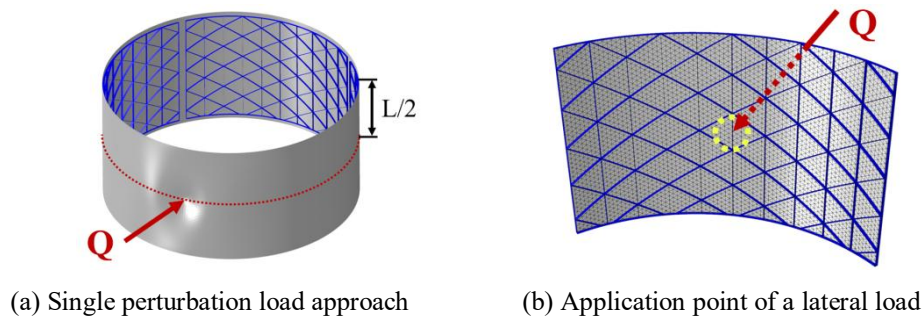 Q
L/2
Q
(a) Single perturbation load approach
(b) Application point of a lateral load